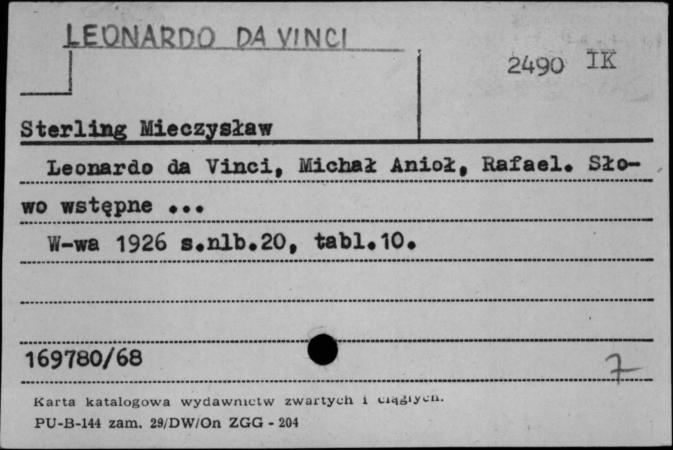 LEONARDO DA VINCI
2490 IK
Sterling Mieczysław
Leonardo da Vinci, Michał Anioł, Rafael. Sło-
wo wstępne ...
W-wa 1926 s.nlb.20, tabl.10.
169780/68
7
Karta katalogowa wydawnictw zwartych i ciągłych.
PU-B-144 zam. 29/DW/On ZGG - 204